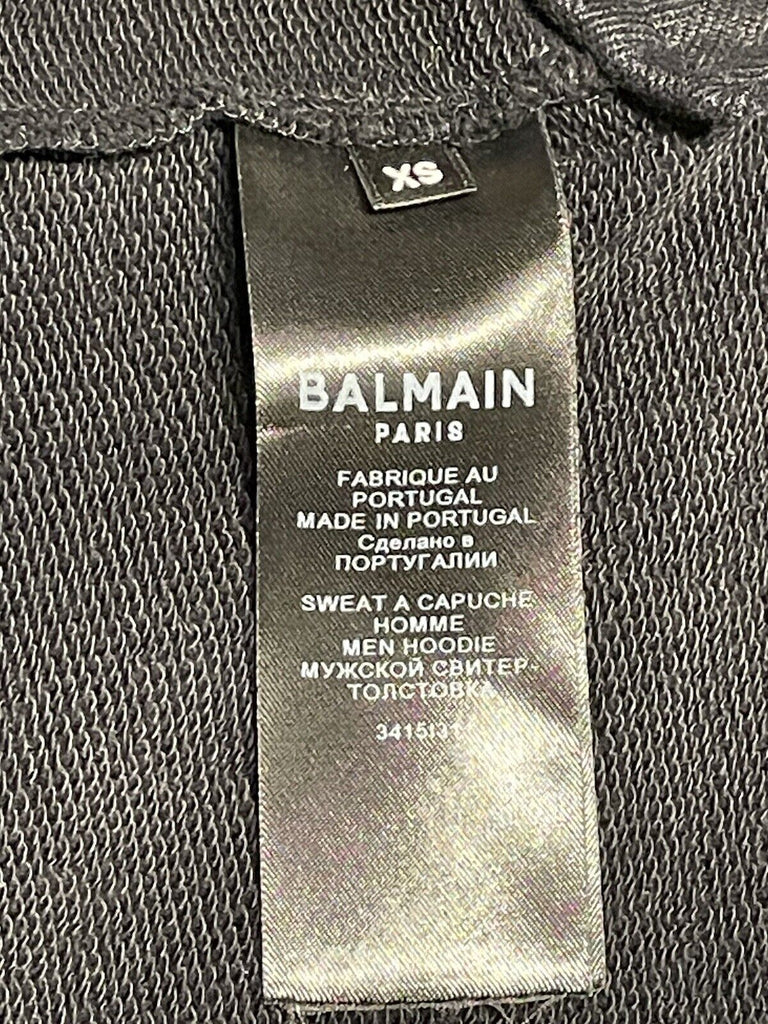 XS
BALMAIN
PARIS
FABRIQUE AU
PORTUGAL
MADE IN PORTUGAL
Сделано в
ПОРТУГАЛИИ
SWEAT A CAPUCHE
HOMME
MEN HOODIE
МУЖСКОЙ СВИТЕР-
ТОЛСТОВКА